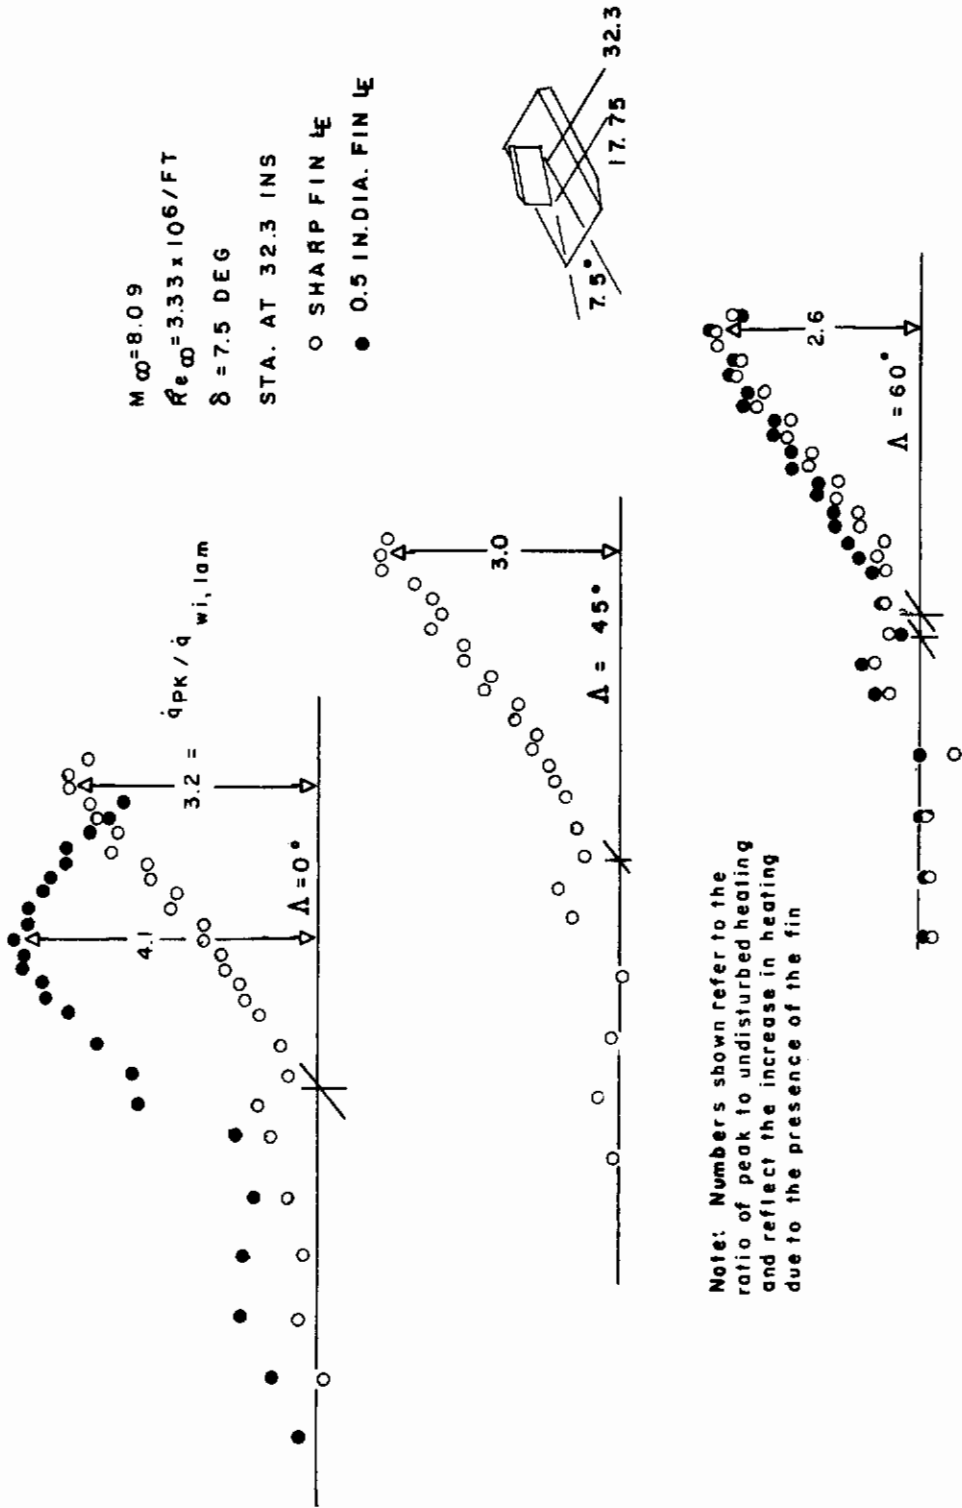 M∞=8.09
Re∞=3.33 x 10⁶/FT
δ = 7.5 DEG
STA. AT 32.3 INS
○ SHARP FIN LE
● 0.5 IN.DIA. FIN LE
7.5°
17.75
32.3
4.1
3.2 = q̇PK / q̇ wi, lam
Λ = 0°
3.0
Λ = 45°
2.6
Λ = 60°
Note: Numbers shown refer to the
ratio of peak to undisturbed heating
and reflect the increase in heating
due to the presence of the fin